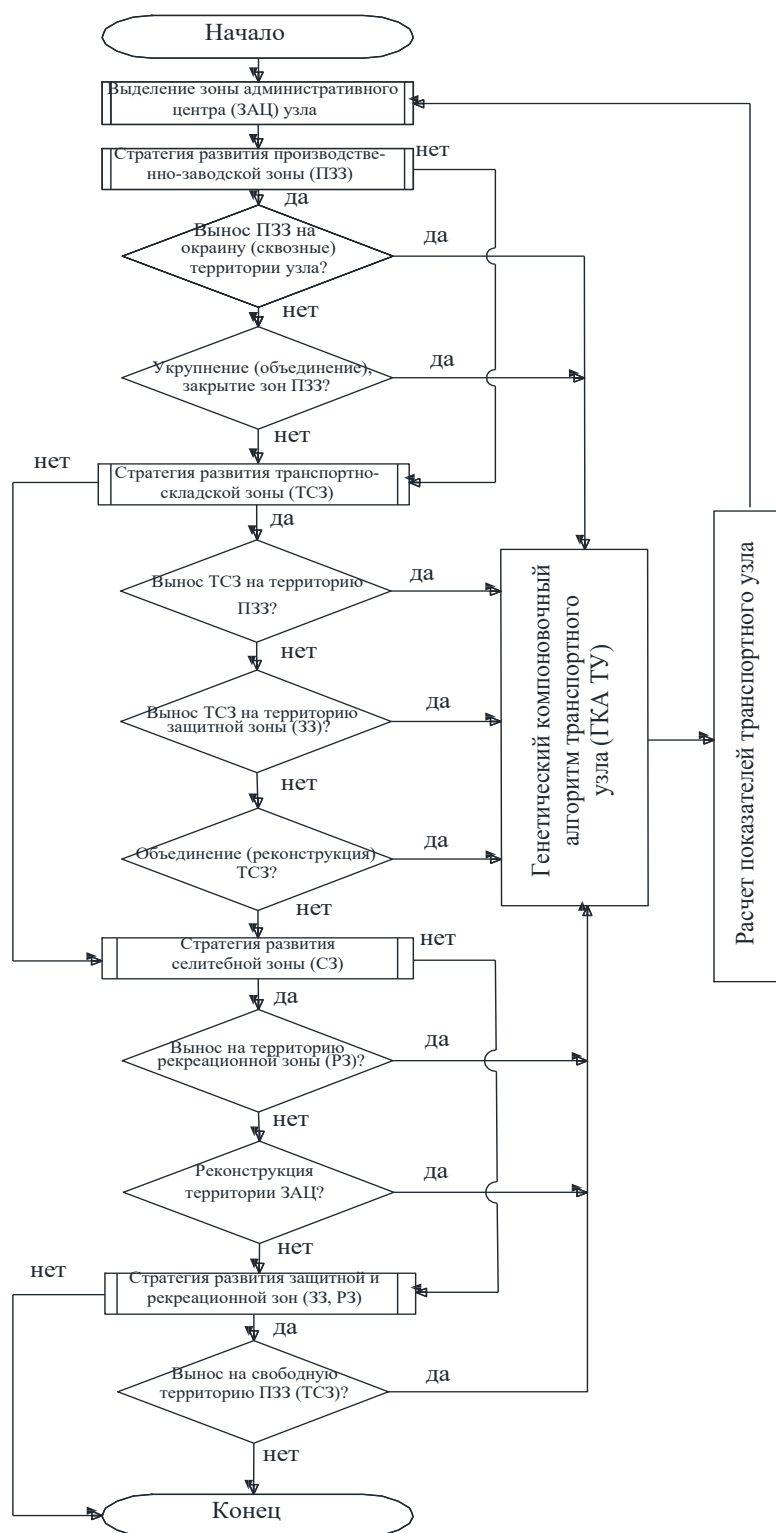 Начало
Выделение зоны административного
центра (ЗАЦ) узла
Стратегия развития производстве-
нно-заводской зоны (ПЗЗ)
нет
да
Вынос ПЗЗ на
окраину (сквозные)
территории узла?
да
нет
Укрупнение (объединение),
закрытие зон ПЗЗ?
да
нет
нет
Стратегия развития транспортно-
складской зоны (ТСЗ)
да
Вынос ТСЗ на территорию
ПЗЗ?
да
нет
Вынос ТСЗ на территорию
защитной зоны (ЗЗ)?
да
нет
Объединение (реконструкция)
ТСЗ?
да
нет
Генетический компоновочный
алгоритм транспортного
узла (ГКА ТУ)
Расчет показателей транспортного узла
Стратегия развития
селитебной зоны (СЗ)
нет
да
Вынос на территорию
рекреационной зоны (РЗ)?
да
нет
Реконструкция
территории ЗАЦ?
да
нет
нет
Стратегия развития защитной и
рекреационной зон (ЗЗ, РЗ)
да
Вынос на свободную
территорию ПЗЗ (ТСЗ)?
да
нет
Конец